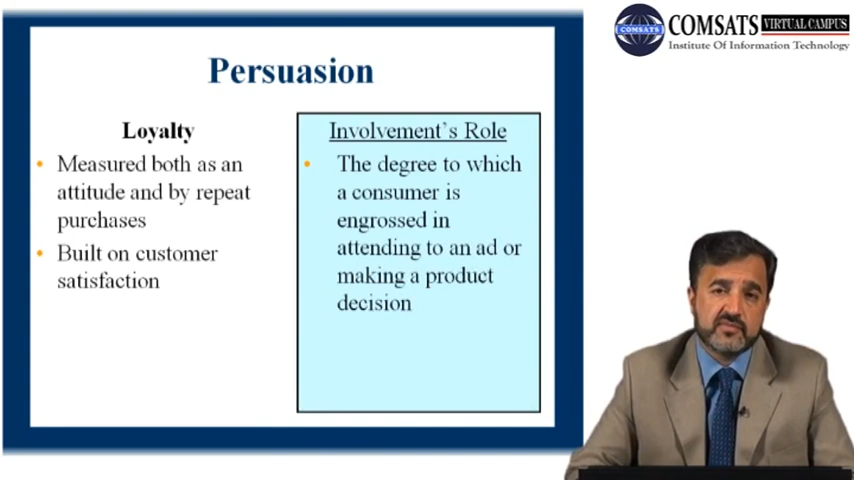 Persuasion
Loyalty
• Measured both as an
attitude and by repeat
purchases
• Built on customer
satisfaction
Involvement's Role
• The degree to which
a consumer is
engrossed in
attending to an ad or
making a product
decision
COMSATS
COMSATS VIRTUAL CAMPUS
Institute Of Information Technology